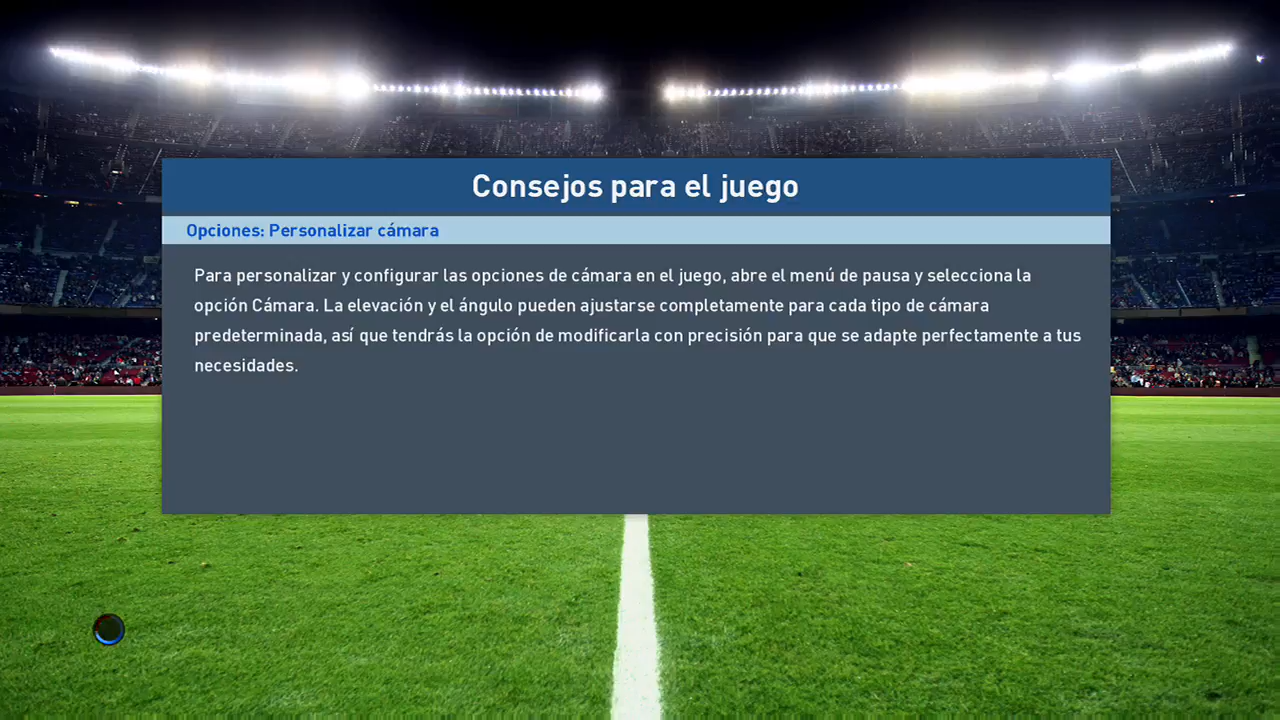 Consejos para el juego
Opciones: Personalizar cámara
Para personalizar y configurar las opciones de cámara en el juego, abre el menú de pausa y selecciona la
opción Cámara. La elevación y el ángulo pueden ajustarse completamente para cada tipo de cámara
predeterminada, así que tendrás la opción de modificarla con precisión para que se adapte perfectamente a tus
necesidades.